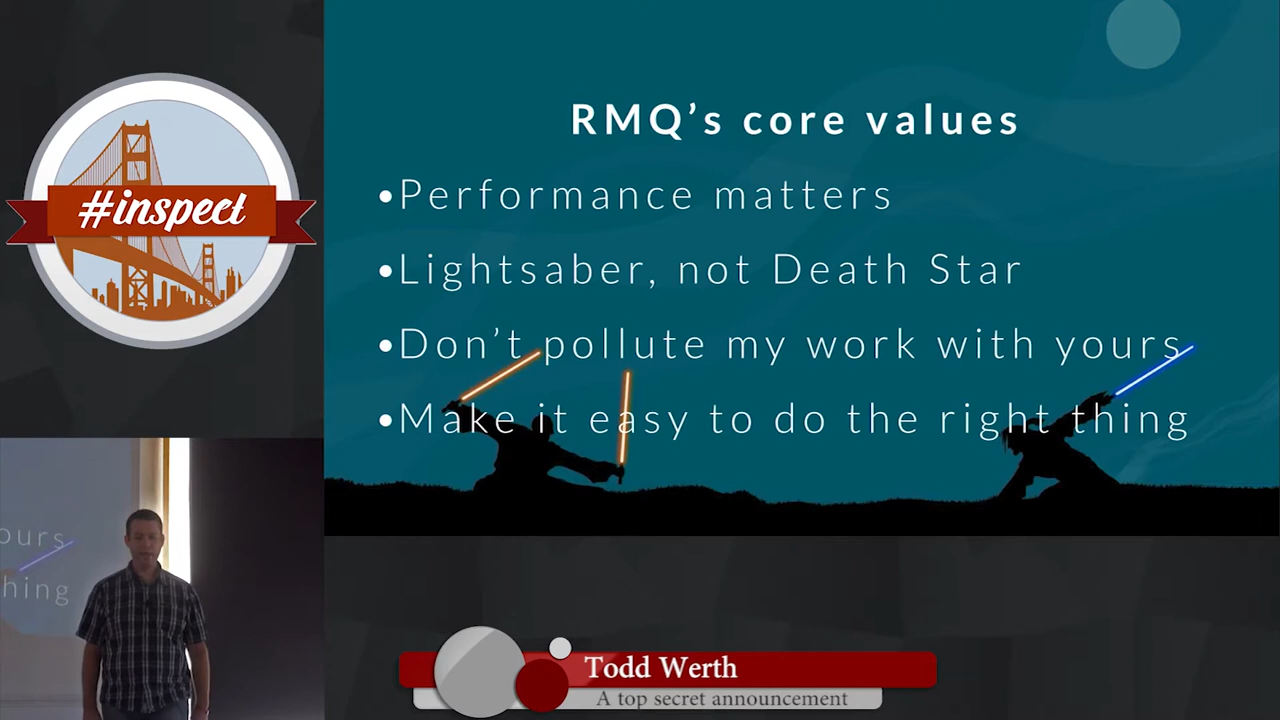 #inspect
RMQ’s core values
•Performance matters
•Lightsaber, not Death Star
•Don’t pollute my work with yours
•Make it easy to do the right thing
ours
hing
Todd Werth
A top secret announcement